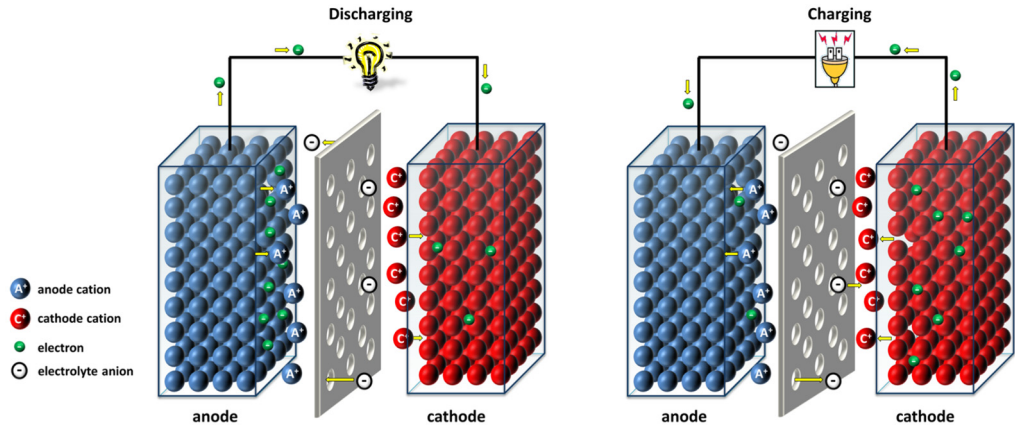 Discharging
Charging
A⁺
A⁺
A⁺
A⁺
A⁺
A⁺
C⁺
C⁺
C⁺
C⁺
C⁺
C⁺
A⁺
A⁺
A⁺
A⁺
A⁺
A⁺
C⁺
C⁺
C⁺
C⁺
C⁺
C⁺
A⁺ anode cation
C⁺ cathode cation
- electron
- electrolyte anion
anode
cathode
anode
cathode